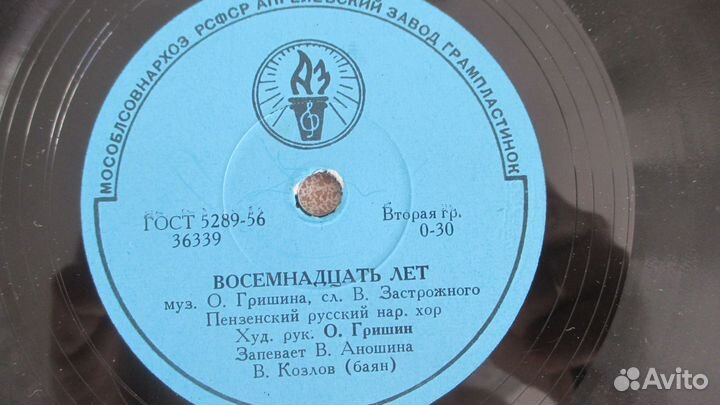 МОСОБЛСОВНАРХОЗ РСФСР АПРЕЛЕВСКИЙ ЗАВОД ГРАМПЛАСТИНОК
АЗ
ГОСТ 5289-56
36339
Вторая гр.
0-30
ВОСЕМНАДЦАТЬ ЛЕТ
муз. О. Гришина, сл. В. Застрожного
Пензенский русский нар. хор
Худ. рук. О. Гришин
Запевает В. Аношина
В. Козлов (баян)
Avito